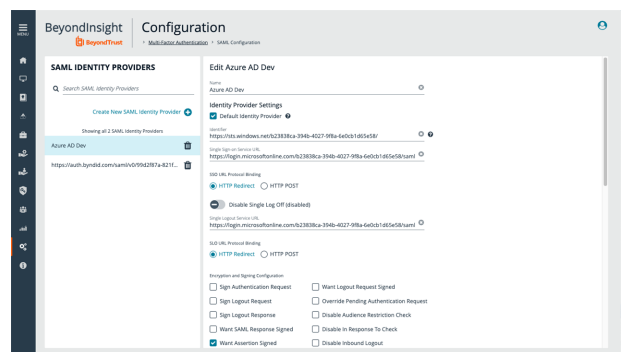 MENU
BeyondInsight
BeyondTrust
Configuration
> Multi-Factor Authentication > SAML Configuration
SAML IDENTITY PROVIDERS
Search SAML Identity Providers
Create New SAML Identity Provider
Showing all 2 SAML Identity Providers
Azure AD Dev
https://auth.byndid.com/saml/v0/99d2f87a-821f...
Edit Azure AD Dev
Name
Azure AD Dev
Identity Provider Settings
Default Identity Provider
Identifier
https://sts.windows.net/b23838ca-394b-4027-9f8a-6e0cb1d65e58/
Single Sign-on Service URL
https://login.microsoftonline.com/b23838ca-394b-4027-9f8a-6e0cb1d65e58/saml
SSO URL Protocol Binding
HTTP Redirect
HTTP POST
Disable Single Log Off (disabled)
Single Logout Service URL
https://login.microsoftonline.com/b23838ca-394b-4027-9f8a-6e0cb1d65e58/saml
SLO URL Protocol Binding
HTTP Redirect
HTTP POST
Encryption and Signing Configuration
Sign Authentication Request
Want Logout Request Signed
Sign Logout Request
Override Pending Authentication Request
Sign Logout Response
Disable Audience Restriction Check
Want SAML Response Signed
Disable In Response To Check
Want Assertion Signed
Disable Inbound Logout